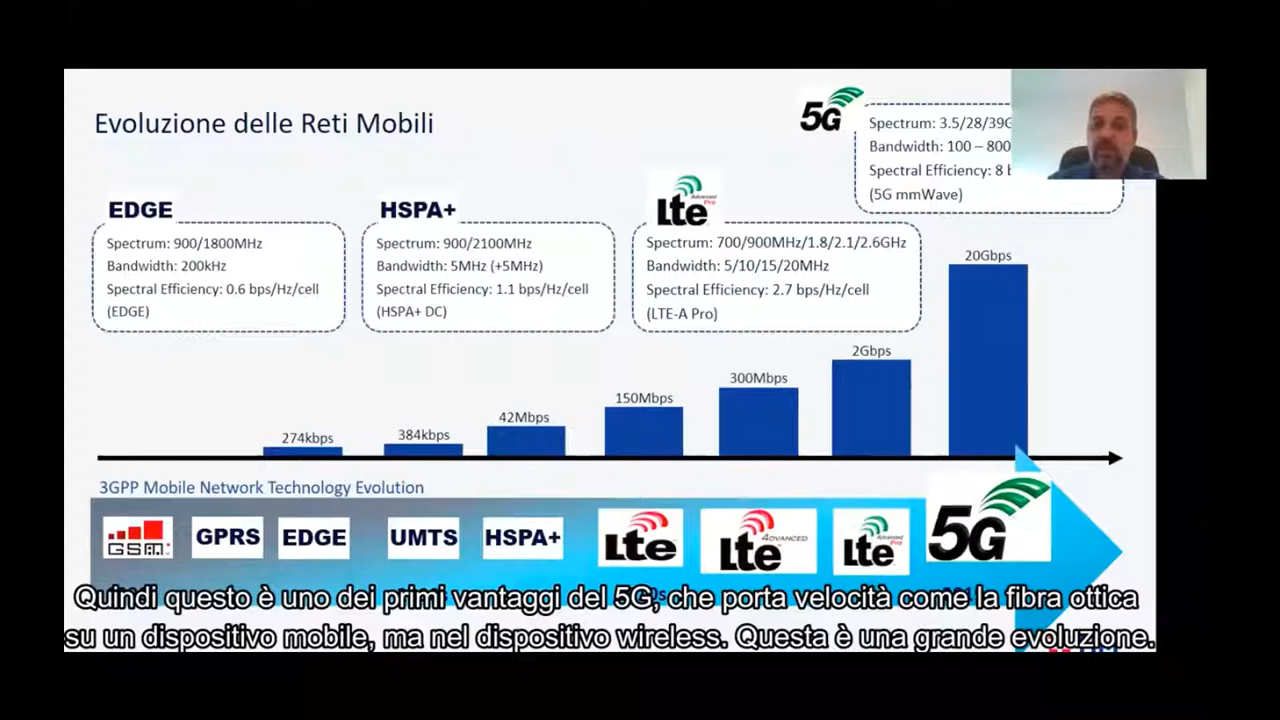 Evoluzione delle Reti Mobili
5G
Spectrum: 3.5/28/39G
Bandwidth: 100 – 800
Spectral Efficiency: 8
(5G mmWave)
EDGE
Spectrum: 900/1800MHz
Bandwidth: 200kHz
Spectral Efficiency: 0.6 bps/Hz/cell
(EDGE)
HSPA+
Spectrum: 900/2100MHz
Bandwidth: 5MHz (+5MHz)
Spectral Efficiency: 1.1 bps/Hz/cell
(HSPA+ DC)
Lte Advanced Pro
Spectrum: 700/900MHz/1.8/2.1/2.6GHz
Bandwidth: 5/10/15/20MHz
Spectral Efficiency: 2.7 bps/Hz/cell
(LTE-A Pro)
274kbps
384kbps
42Mbps
150Mbps
300Mbps
2Gbps
20Gbps
3GPP Mobile Network Technology Evolution
GSM
GPRS
EDGE
UMTS
HSPA+
Lte
Lte 4DVANCED
Lte Advanced Pro
5G
Quindi questo è uno dei primi vantaggi del 5G, che porta velocità come la fibra ottica
su un dispositivo mobile, ma nel dispositivo wireless. Questa è una grande evoluzione.